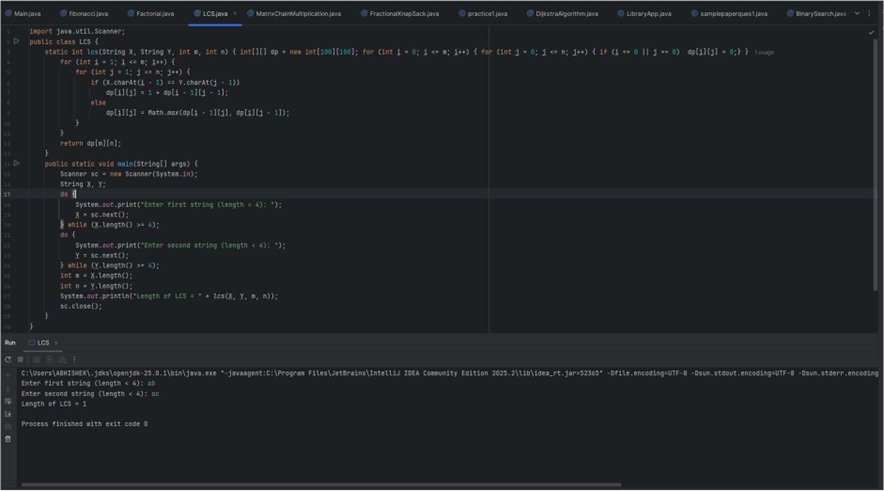 Main.java fibonacci.java Factorial.java LCS.java MatrixChainMultiplication.java FractionalKnapSack.java practice1.java DijkstraAlgorithm.java LibraryApp.java samplepaperques1.java BinarySearch.java
import java.util.Scanner;
public class LCS {
static int lcs(String X, String Y, int m, int n) { int[][] dp = new int[100][100]; for (int i = 0; i <= m; i++) { for (int j = 0; j <= n; j++) { if (i == 0 || j == 0) dp[i][j] = 0;} } 1 usage
for (int i = 1; i <= m; i++) {
for (int j = 1; j <= n; j++) {
if (X.charAt(i - 1) == Y.charAt(j - 1))
dp[i][j] = 1 + dp[i - 1][j - 1];
else
dp[i][j] = Math.max(dp[i - 1][j], dp[i][j - 1]);
}
}
return dp[m][n];
}
public static void main(String[] args) {
Scanner sc = new Scanner(System.in);
String X, Y;
do {
System.out.print("Enter first string (length < 4): ");
X = sc.next();
} while (X.length() >= 4);
do {
System.out.print("Enter second string (length < 4): ");
Y = sc.next();
} while (Y.length() >= 4);
int m = X.length();
int n = Y.length();
System.out.println("Length of LCS = " + lcs(X, Y, m, n));
sc.close();
}
}
Run LCS
C:\Users\ABHISHEK\.jdks\openjdk-25.0.1\bin\java.exe "-javaagent:C:\Program Files\JetBrains\IntelliJ IDEA Community Edition 2025.2\lib\idea_rt.jar=52365" -Dfile.encoding=UTF-8 -Dsun.stdout.encoding=UTF-8 -Dsun.stderr.encoding
Enter first string (length < 4): ab
Enter second string (length < 4): ac
Length of LCS = 1
Process finished with exit code 0